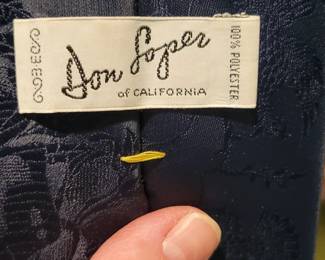 Don Loper
of CALIFORNIA
100% POLYESTER